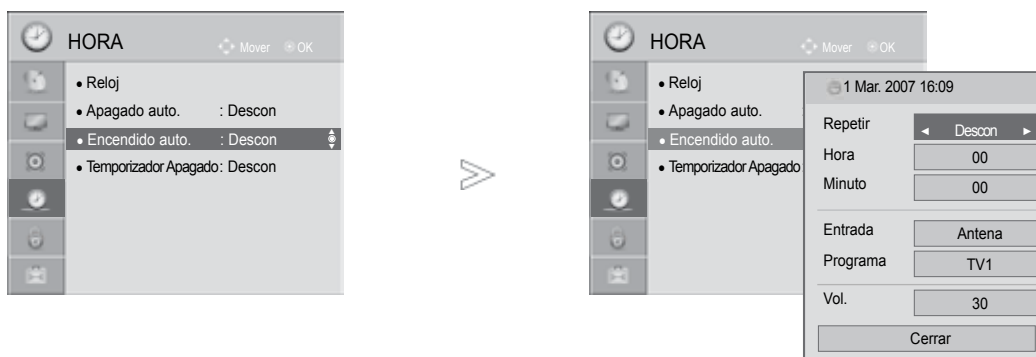 HORA
Mover OK
• Reloj
• Apagado auto. : Descon
• Encendido auto. : Descon
• Temporizador Apagado : Descon
HORA
Mover OK
• Reloj
• Apagado auto.
• Encendido auto.
• Temporizador Apagado
1 Mar. 2007 16:09
Repetir ◄ Descon ►
Hora 00
Minuto 00
Entrada Antena
Programa TV1
Vol. 30
Cerrar